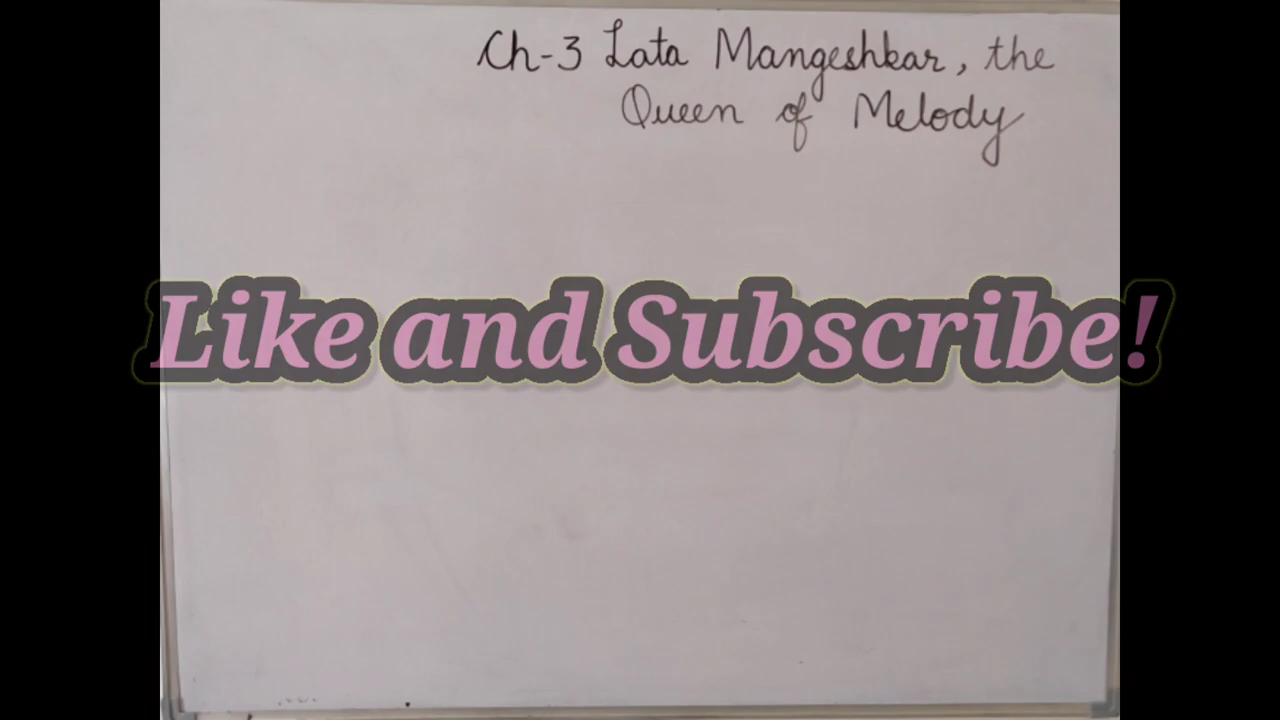 Ch-3 Lata Mangeshkar, the
Queen of Melody
Like and Subscribe!